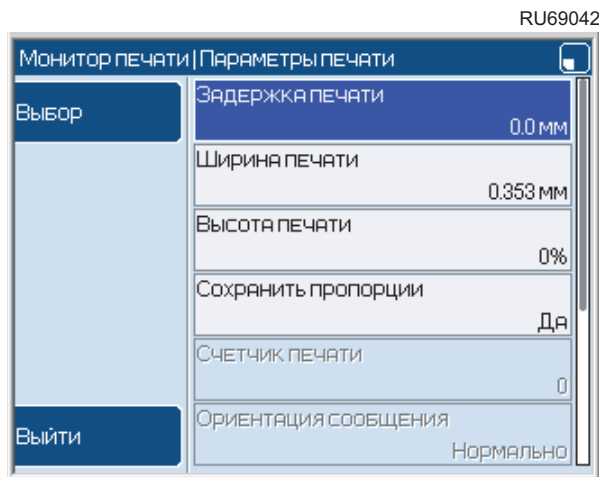 RU69042
Монитор печати|Параметры печати
Выбор
Задержка печати
0.0 мм
Ширина печати
0.353 мм
Высота печати
0%
Сохранить пропорции
Да
Счетчик печати
0
Ориентация сообщения
Нормально
Выйти